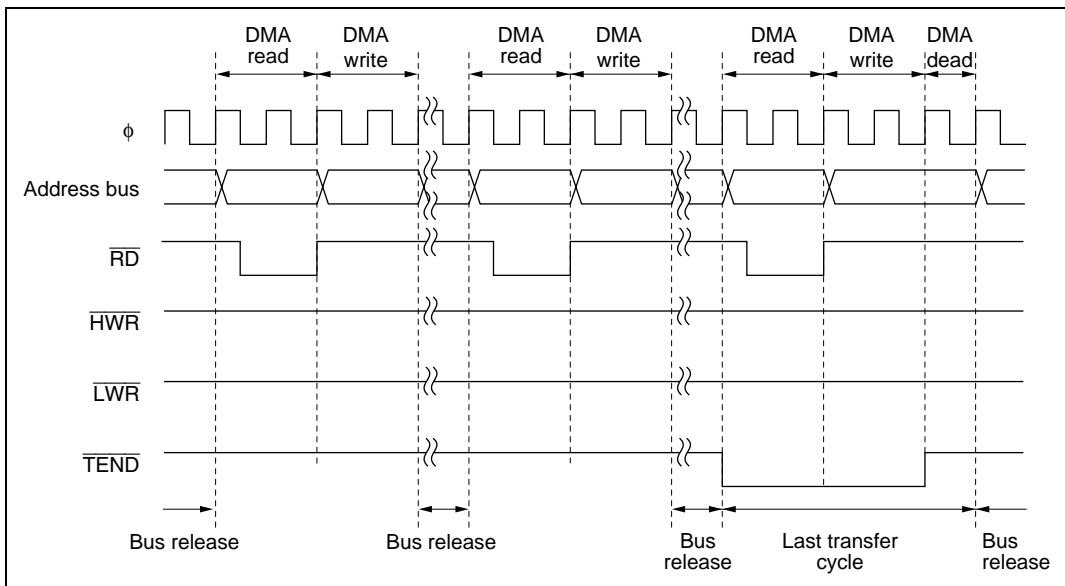 DMA read
DMA write
DMA read
DMA write
DMA read
DMA write
DMA dead
φ
Address bus
RD
HWR
LWR
TEND
Bus release
Bus release
Bus release
Last transfer cycle
Bus release